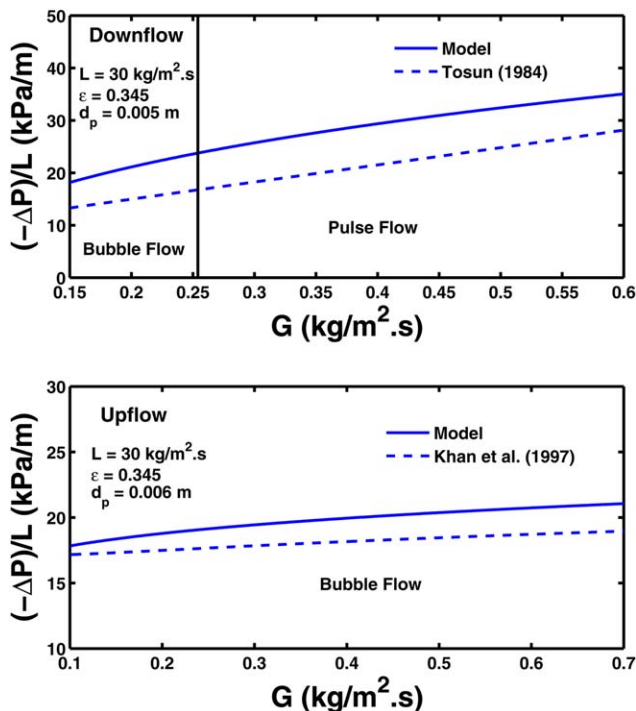 50
40
30
20
10
0
(-ΔP)/L (kPa/m)
Downflow
L = 30 kg/m².s
ε = 0.345
d_p = 0.005 m
Model
Tosun (1984)
Bubble Flow
Pulse Flow
0.15 0.2 0.25 0.3 0.35 0.4 0.45 0.5 0.55 0.6
G (kg/m².s)
30
25
20
15
10
(-ΔP)/L (kPa/m)
Upflow
L = 30 kg/m².s
ε = 0.345
d_p = 0.006 m
Model
Khan et al. (1997)
Bubble Flow
0.1 0.2 0.3 0.4 0.5 0.6 0.7
G (kg/m².s)